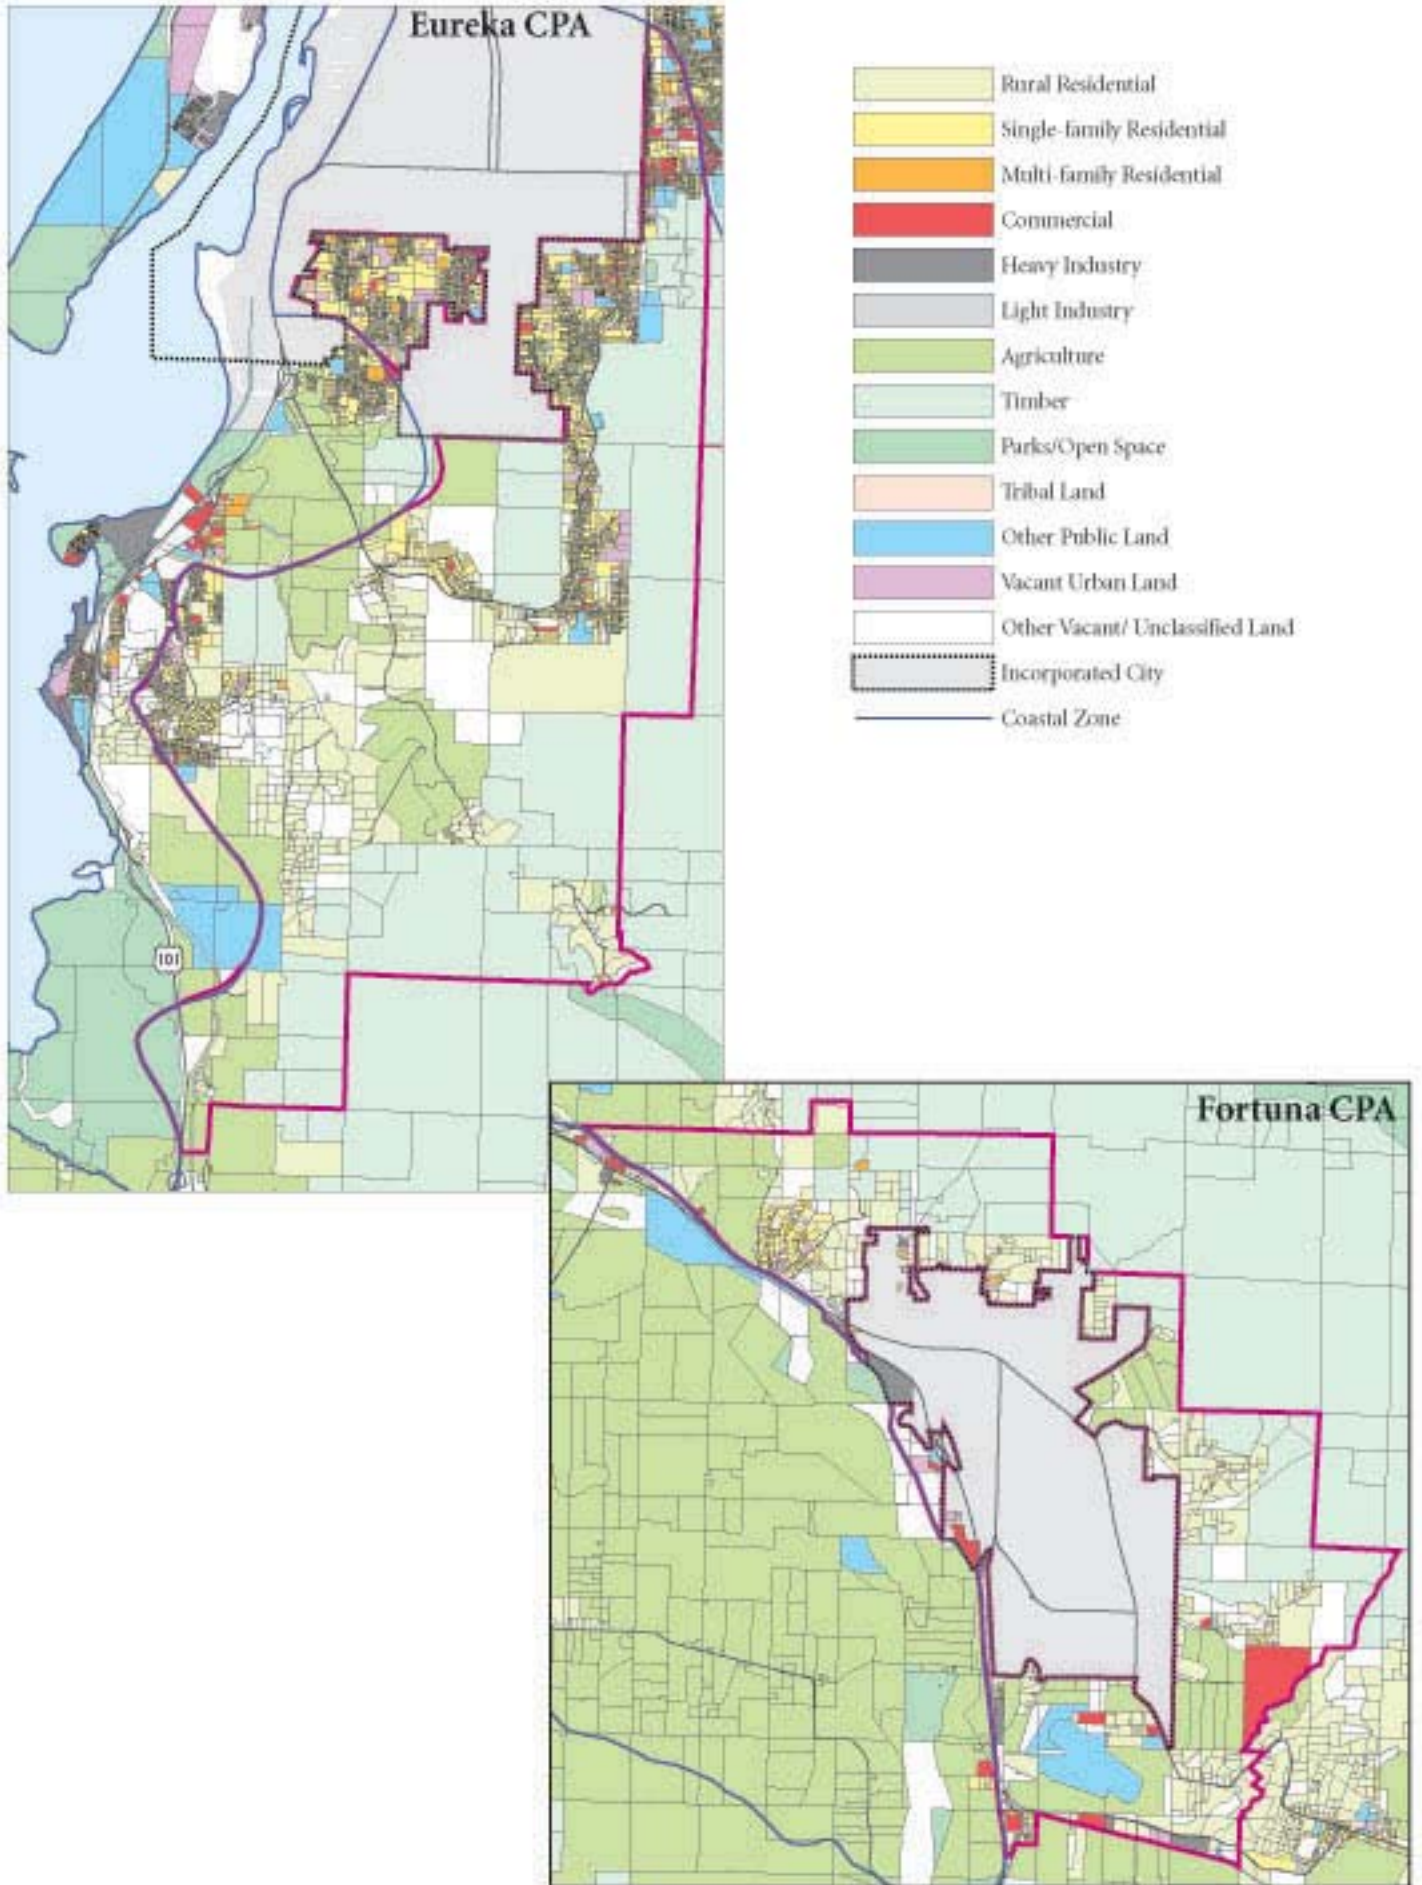 Eureka CPA
Rural Residential
Single-family Residential
Multi-family Residential
Commercial
Heavy Industry
Light Industry
Agriculture
Timber
Parks/Open Space
Tribal Land
Other Public Land
Vacant Urban Land
Other Vacant/ Unclassified Land
Incorporated City
Coastal Zone
101
Fortuna CPA